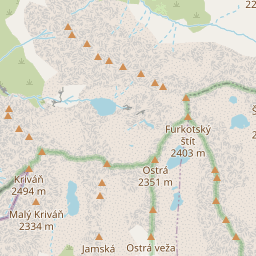 Furkotský
štít
2403 m
Ostrá
2351 m
Kriváň
2494 m
Malý Kriváň
2334 m
Jamská
Ostrá veža